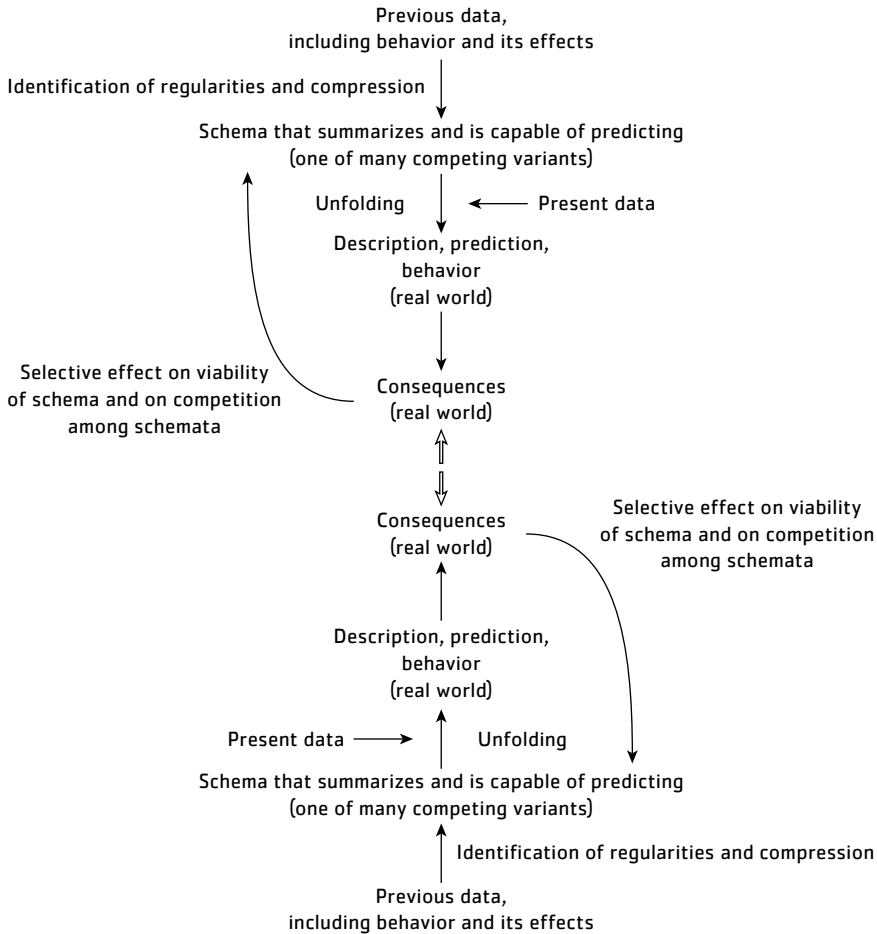 Previous data,
including behavior and its effects
Identification of regularities and compression
Schema that summarizes and is capable of predicting
(one of many competing variants)
Unfolding
Present data
Description, prediction,
behavior
(real world)
Selective effect on viability
of schema and on competition
among schemata
Consequences
(real world)
Consequences
(real world)
Selective effect on viability
of schema and on competition
among schemata
Description, prediction,
behavior
(real world)
Present data
Unfolding
Schema that summarizes and is capable of predicting
(one of many competing variants)
Identification of regularities and compression
Previous data,
including behavior and its effects